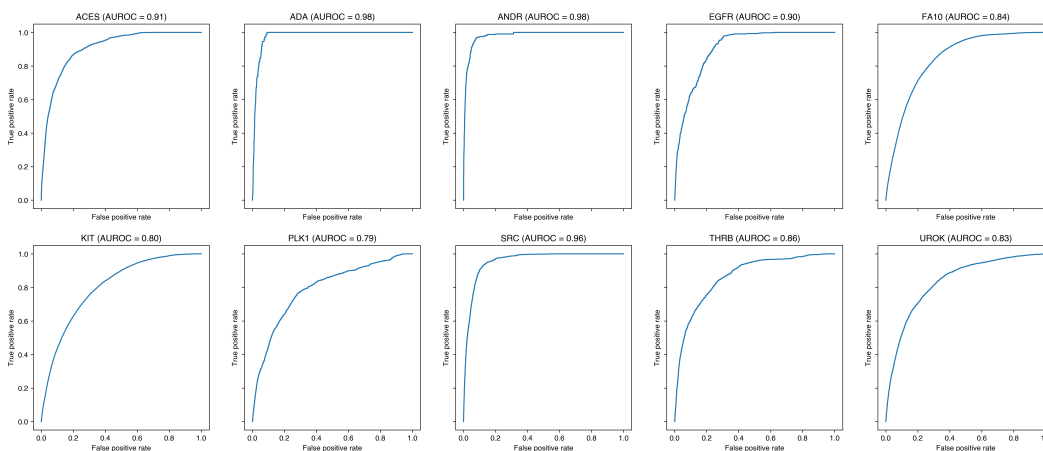 ACES (AUROC = 0.91)
ADA (AUROC = 0.98)
ANDR (AUROC = 0.98)
EGFR (AUROC = 0.90)
FA10 (AUROC = 0.84)
1.0
0.8
0.6
0.4
0.2
0.0
True positive rate
True positive rate
True positive rate
True positive rate
True positive rate
False positive rate
False positive rate
False positive rate
False positive rate
False positive rate
KIT (AUROC = 0.80)
PLK1 (AUROC = 0.79)
SRC (AUROC = 0.96)
THRB (AUROC = 0.86)
UROK (AUROC = 0.83)
1.0
0.8
0.6
0.4
0.2
0.0
True positive rate
True positive rate
True positive rate
True positive rate
True positive rate
0.0 0.2 0.4 0.6 0.8 1.0
0.0 0.2 0.4 0.6 0.8 1.0
0.0 0.2 0.4 0.6 0.8 1.0
0.0 0.2 0.4 0.6 0.8 1.0
0.0 0.2 0.4 0.6 0.8 1.0
False positive rate
False positive rate
False positive rate
False positive rate
False positive rate